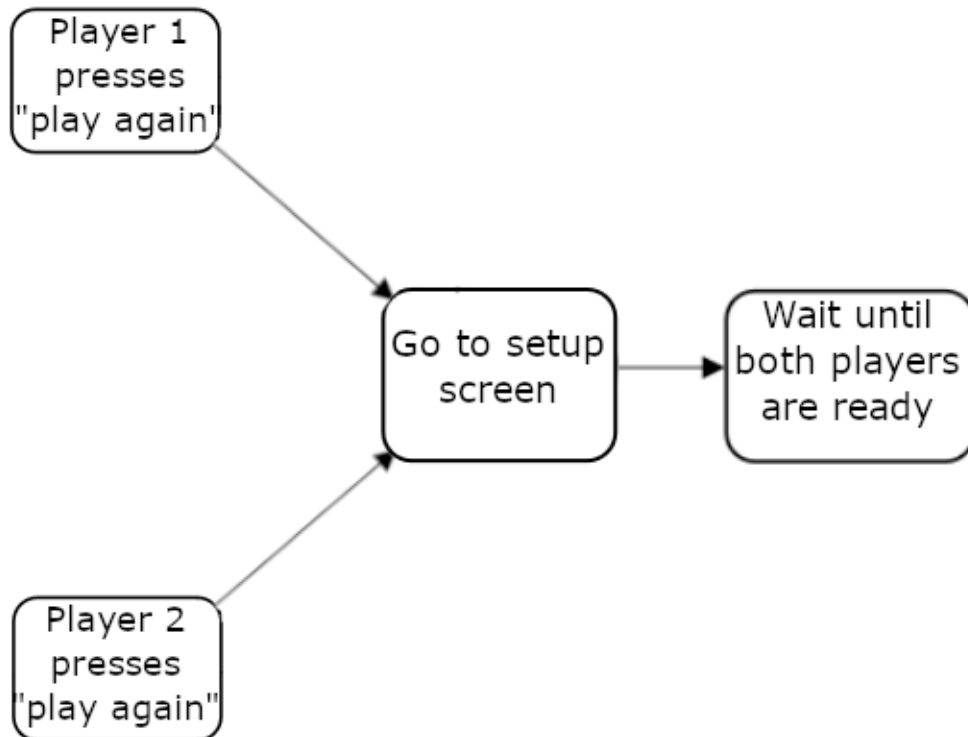 Player 1
presses
"play again"
Go to setup
screen
Wait until
both players
are ready
Player 2
presses
"play again"